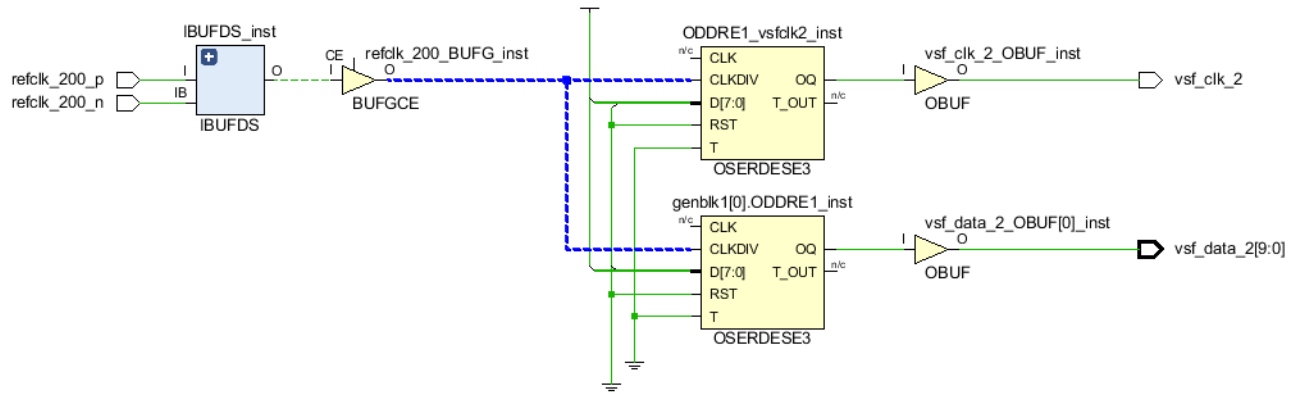 IBUFDS_inst
refclk_200_p
refclk_200_n
I
IB
O
IBUFDS
CE
I
O
refclk_200_BUFG_inst
BUFGCE
ODDRE1_vsfclk2_inst
n/c
CLK
CLKDIV
D[7:0]
RST
T
OQ
T_OUT
n/c
OSERDESE3
vsf_clk_2_OBUF_inst
I
O
OBUF
vsf_clk_2
genblk1[0].ODDRE1_inst
n/c
CLK
CLKDIV
D[7:0]
RST
T
OQ
T_OUT
n/c
OSERDESE3
vsf_data_2_OBUF[0]_inst
I
O
OBUF
vsf_data_2[9:0]